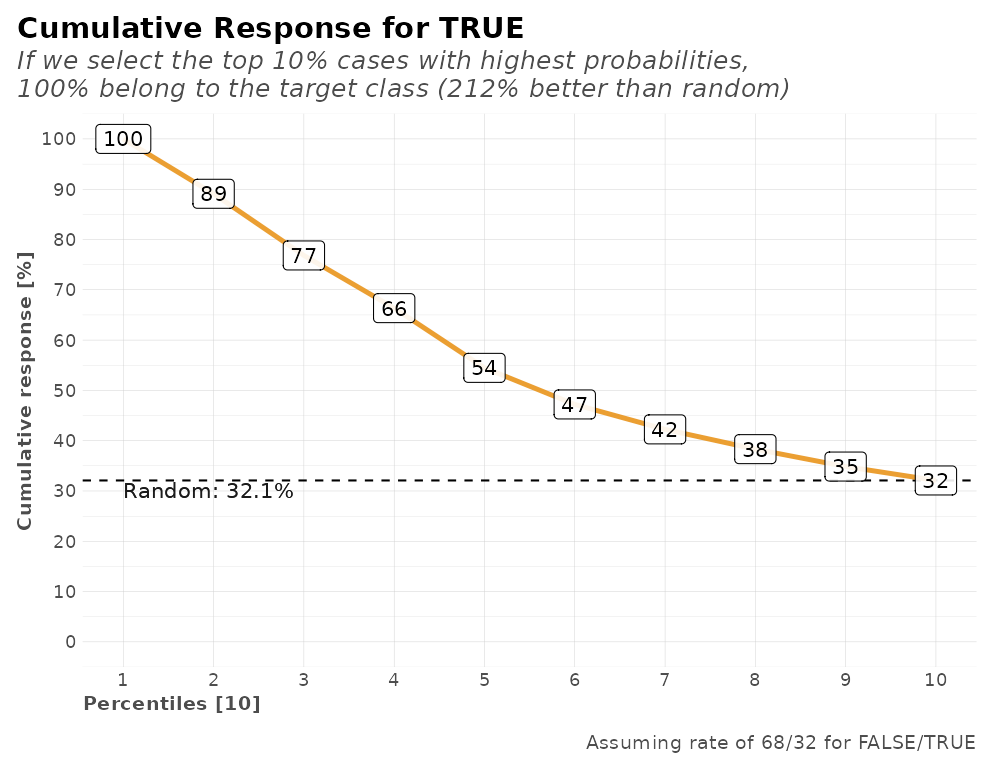 Cumulative Response for TRUE
If we select the top 10% cases with highest probabilities,
100% belong to the target class (212% better than random)
Cumulative response [%]
100
90
80
70
60
50
40
30
20
10
0
100
89
77
66
54
47
42
38
35
32
Random: 32.1%
1 2 3 4 5 6 7 8 9 10
Percentiles [10]
Assuming rate of 68/32 for FALSE/TRUE